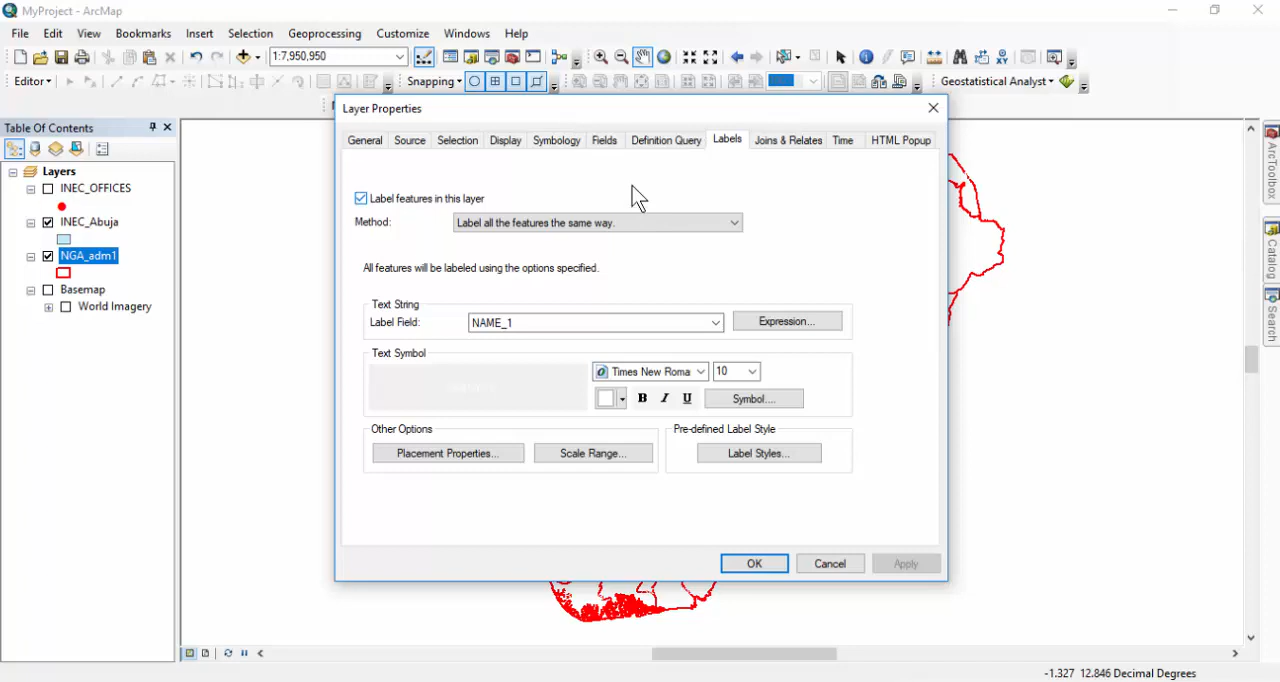 MyProject - ArcMap
File Edit View Bookmarks Insert Selection Geoprocessing Customize Windows Help
1:7,950,950
Editor Snapping Geostatistical Analyst
Table Of Contents
Layers
INEC_OFFICES
INEC_Abuja
NGA_adm1
Basemap
World Imagery
Layer Properties
General Source Selection Display Symbology Fields Definition Query Labels Joins & Relates Time HTML Popup
Label features in this layer
Method: Label all the features the same way.
All features will be labeled using the options specified.
Text String
Label Field: NAME_1 Expression...
Text Symbol
Times New Roma 10
B I U Symbol....
Other Options Pre-defined Label Style
Placement Properties... Scale Range... Label Styles...
OK Cancel Apply
ArcToolbox
Catalog
Search
-1.327 12.846 Decimal Degrees